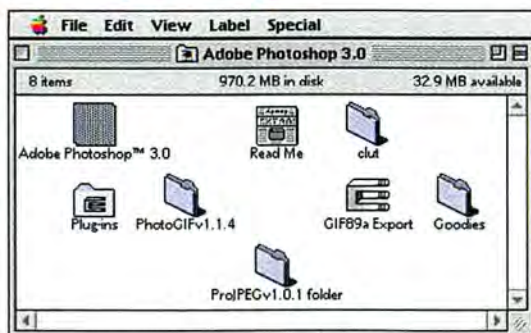 File Edit View Label Special
Adobe Photoshop 3.0
8 items 970.2 MB in disk 32.9 MB available
Adobe Photoshop™ 3.0 Read Me clut
Plug-ins PhotoGIFv1.1.4 GIF89a Export Goodies
ProJPEGv1.0.1 folder